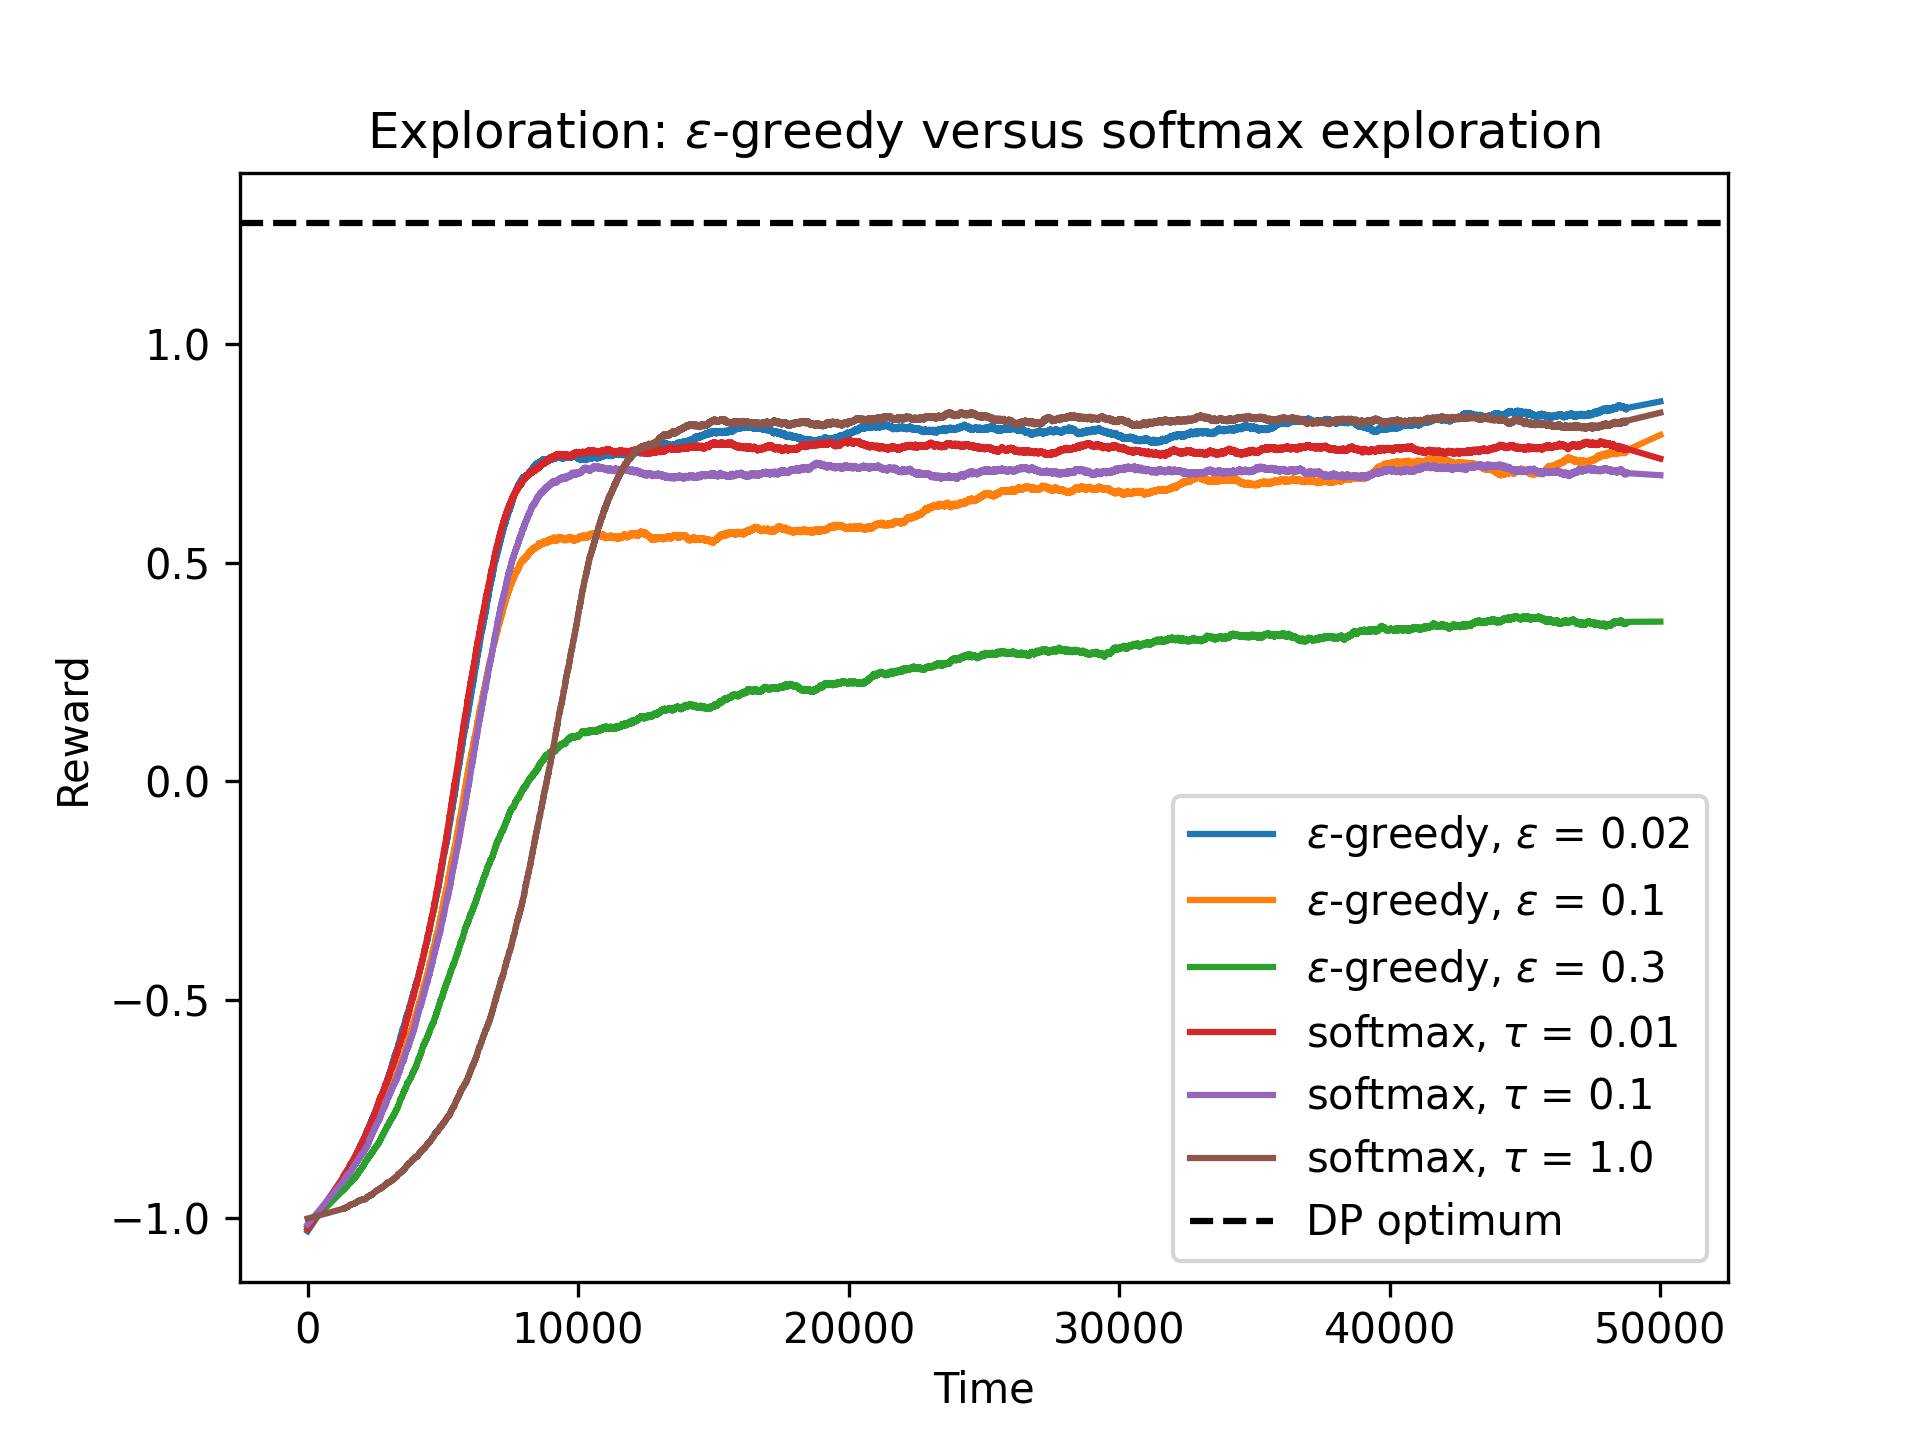 Exploration: ε-greedy versus softmax exploration
Reward
1.0
0.5
0.0
−0.5
−1.0
ε-greedy, ε = 0.02
ε-greedy, ε = 0.1
ε-greedy, ε = 0.3
softmax, τ = 0.01
softmax, τ = 0.1
softmax, τ = 1.0
DP optimum
0 10000 20000 30000 40000 50000
Time